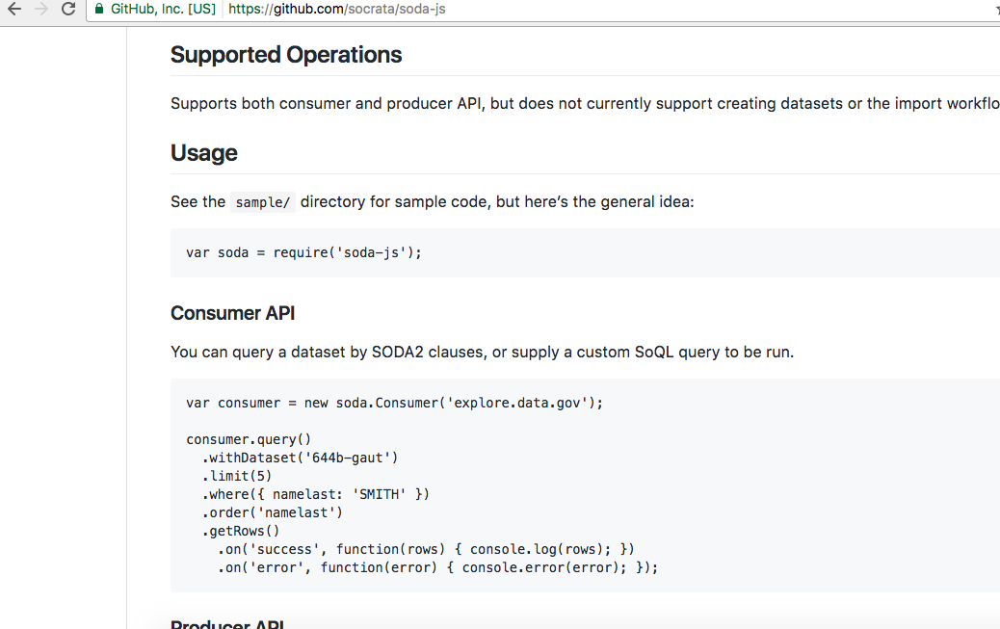 GitHub, Inc. [US] https://github.com/socrata/soda-js
Supported Operations
Supports both consumer and producer API, but does not currently support creating datasets or the import workflo
Usage
See the sample/ directory for sample code, but here’s the general idea:
var soda = require('soda-js');
Consumer API
You can query a dataset by SODA2 clauses, or supply a custom SoQL query to be run.
var consumer = new soda.Consumer('explore.data.gov');
consumer.query()
.withDataset('644b-gaut')
.limit(5)
.where({ namelast: 'SMITH' })
.order('namelast')
.getRows()
.on('success', function(rows) { console.log(rows); })
.on('error', function(error) { console.error(error); });
Producer API